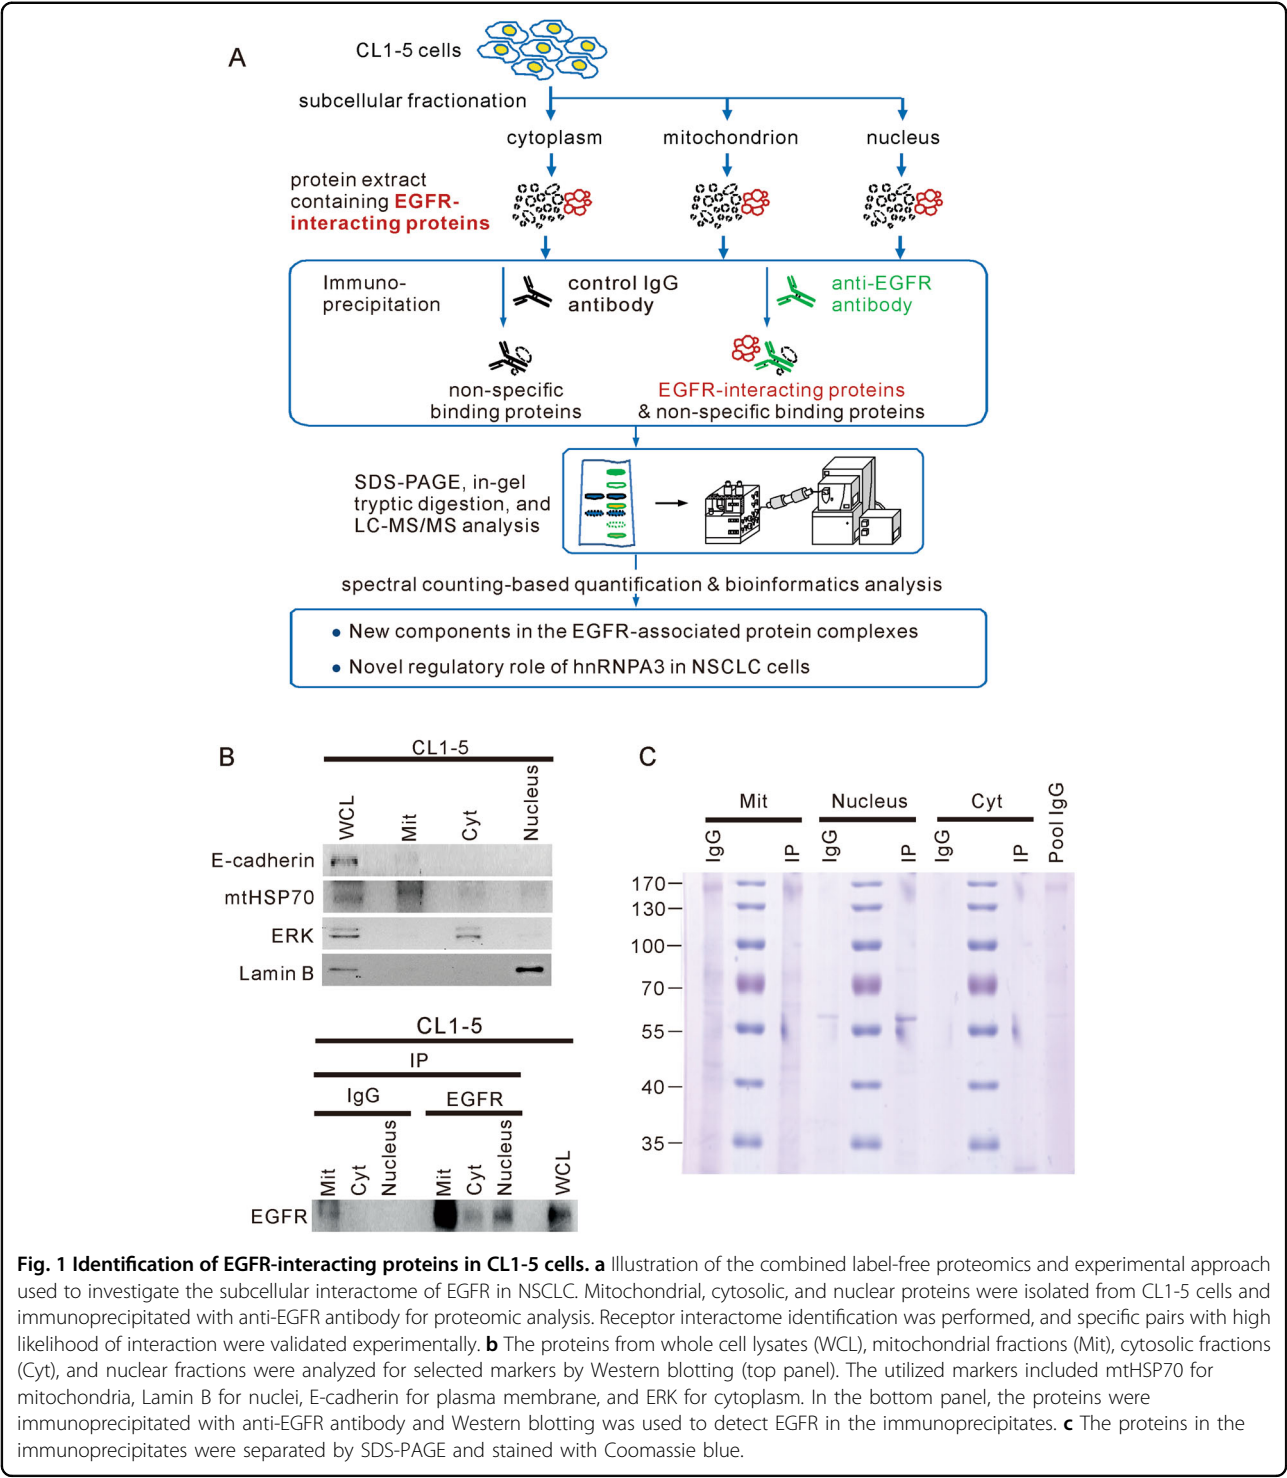 A
CL1-5 cells
subcellular fractionation
cytoplasm mitochondrion nucleus
protein extract
containing EGFR-
interacting proteins
Immuno-
precipitation
control IgG
antibody
anti-EGFR
antibody
non-specific
binding proteins
EGFR-interacting proteins
& non-specific binding proteins
SDS-PAGE, in-gel
tryptic digestion, and
LC-MS/MS analysis
spectral counting-based quantification & bioinformatics analysis
• New components in the EGFR-associated protein complexes
• Novel regulatory role of hnRNPA3 in NSCLC cells
B
CL1-5
WCL Mit Cyt Nucleus
E-cadherin
mtHSP70
ERK
Lamin B
CL1-5
IP
IgG EGFR
Mit Cyt Nucleus Mit Cyt Nucleus WCL
EGFR
C
Mit Nucleus Cyt Pool IgG
IgG IP IgG IP IgG IP
170
130
100
70
55
40
35
Fig. 1 Identification of EGFR-interacting proteins in CL1-5 cells. a Illustration of the combined label-free proteomics and experimental approach
used to investigate the subcellular interactome of EGFR in NSCLC. Mitochondrial, cytosolic, and nuclear proteins were isolated from CL1-5 cells and
immunoprecipitated with anti-EGFR antibody for proteomic analysis. Receptor interactome identification was performed, and specific pairs with high
likelihood of interaction were validated experimentally. b The proteins from whole cell lysates (WCL), mitochondrial fractions (Mit), cytosolic fractions
(Cyt), and nuclear fractions were analyzed for selected markers by Western blotting (top panel). The utilized markers included mtHSP70 for
mitochondria, Lamin B for nuclei, E-cadherin for plasma membrane, and ERK for cytoplasm. In the bottom panel, the proteins were
immunoprecipitated with anti-EGFR antibody and Western blotting was used to detect EGFR in the immunoprecipitates. c The proteins in the
immunoprecipitates were separated by SDS-PAGE and stained with Coomassie blue.